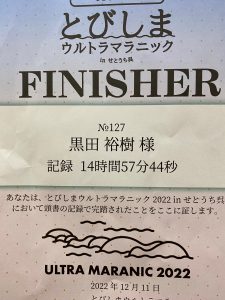 とびしま
ウルトラマラニック
in せとうち呉
FINISHER
№127
黒田 裕樹 様
記録 14時間57分44秒
あなたは、とびしまウルトラマラニック2022 in せとうち呉
において頭書の記録で完踏されたことをここに証します。
ULTRA MARANIC 2022
2022年12月11日